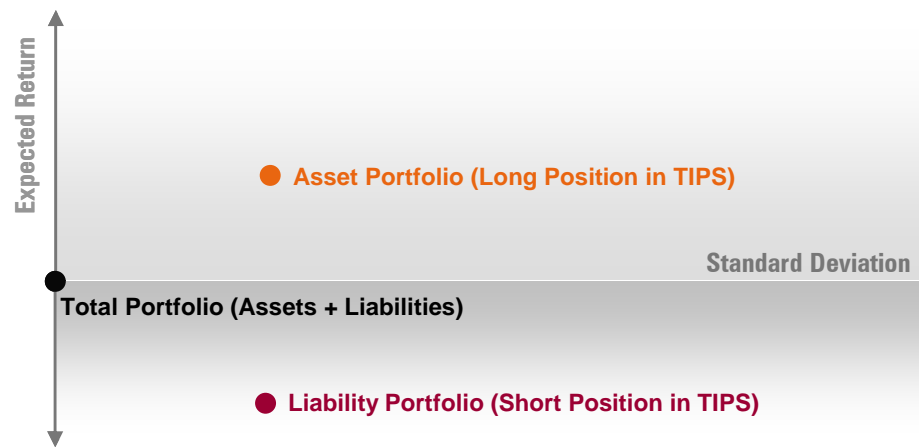 Expected Return
Asset Portfolio (Long Position in TIPS)
Standard Deviation
Total Portfolio (Assets + Liabilities)
Liability Portfolio (Short Position in TIPS)